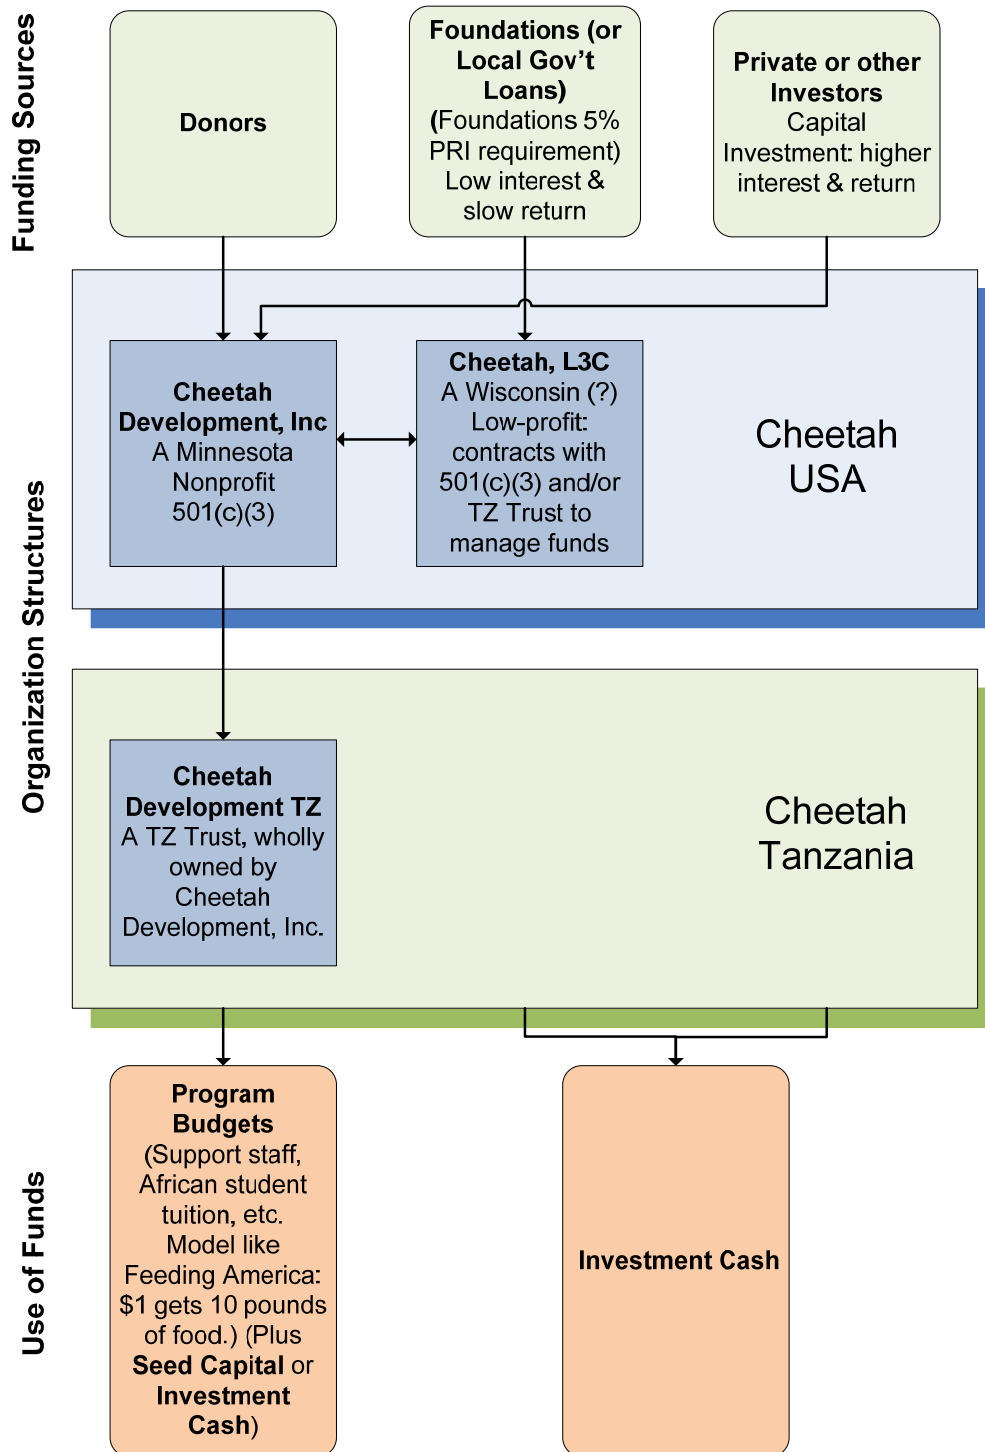 Funding Sources
Donors
Foundations (or
Local Gov’t
Loans)
(Foundations 5%
PRI requirement)
Low interest &
slow return
Private or other
Investors
Capital
Investment: higher
interest & return
Organization Structures
Cheetah
Development, Inc
A Minnesota
Nonprofit
501(c)(3)
Cheetah, L3C
A Wisconsin (?)
Low-profit:
contracts with
501(c)(3) and/or
TZ Trust to
manage funds
Cheetah
USA
Cheetah
Development TZ
A TZ Trust, wholly
owned by
Cheetah
Development, Inc.
Cheetah
Tanzania
Use of Funds
Program
Budgets
(Support staff,
African student
tuition, etc.
Model like
Feeding America:
$1 gets 10 pounds
of food.) (Plus
Seed Capital or
Investment
Cash)
Investment Cash